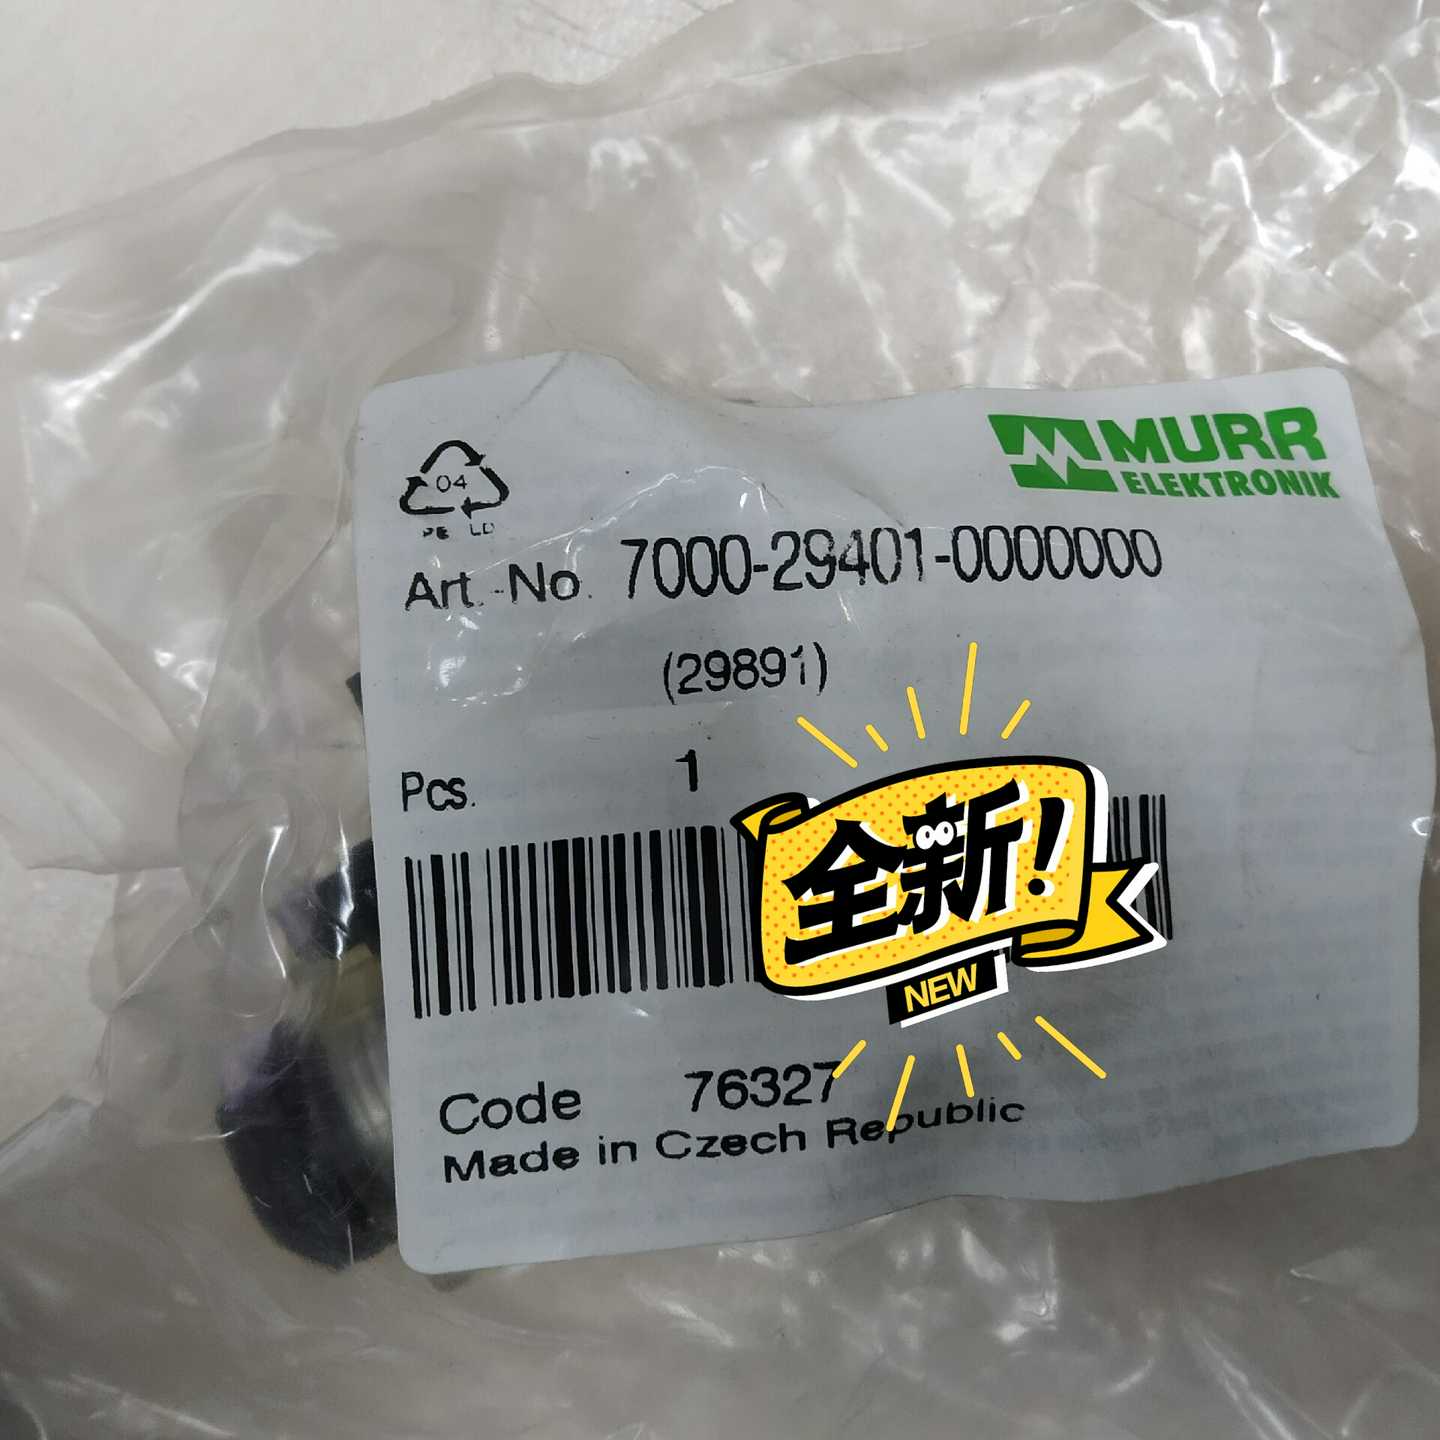 MURR
ELEKTRONIK
04
PE LD
Art.-No. 7000-29401-0000000
(29891)
Pcs. 1
全新!
NEW
Code 76327
Made in Czech Republic